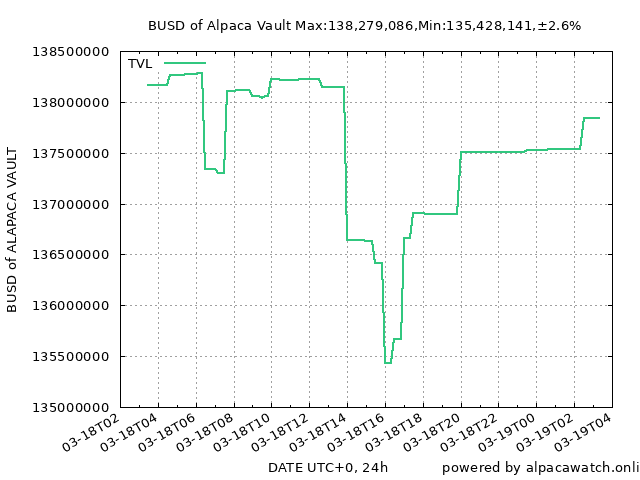 BUSD of Alpaca Vault Max:138,279,086,Min:135,428,141,±2.6%
TVL
138500000
138000000
137500000
137000000
136500000
136000000
135500000
135000000
BUSD of ALAPACA VAULT
03-18T02
03-18T04
03-18T06
03-18T08
03-18T10
03-18T12
03-18T14
03-18T16
03-18T18
03-18T20
03-18T22
03-19T00
03-19T02
03-19T04
DATE UTC+0, 24h
powered by alpacawatch.onli